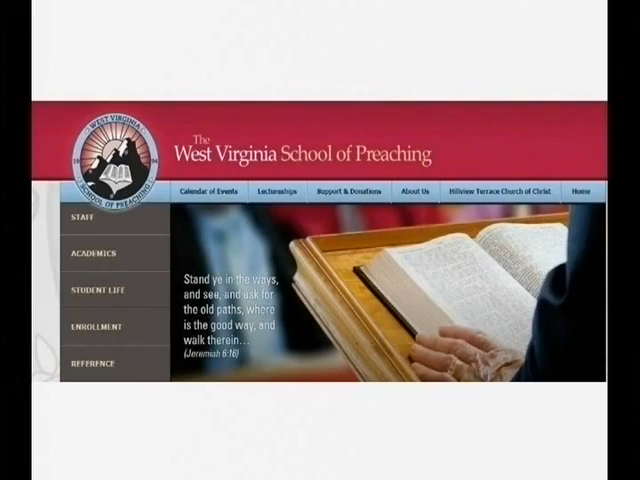 WEST VIRGINIA
19 94
SCHOOL OF PREACHING
The
West Virginia School of Preaching
Calendar of Events
Lectureships
Support & Donations
About Us
Hillview Terrace Church of Christ
Home
STAFF
ACADEMICS
STUDENT LIFE
ENROLLMENT
REFERENCE
Stand ye in the ways,
and see, and ask for
the old paths, where
is the good way, and
walk therein...
(Jeremiah 6:16)